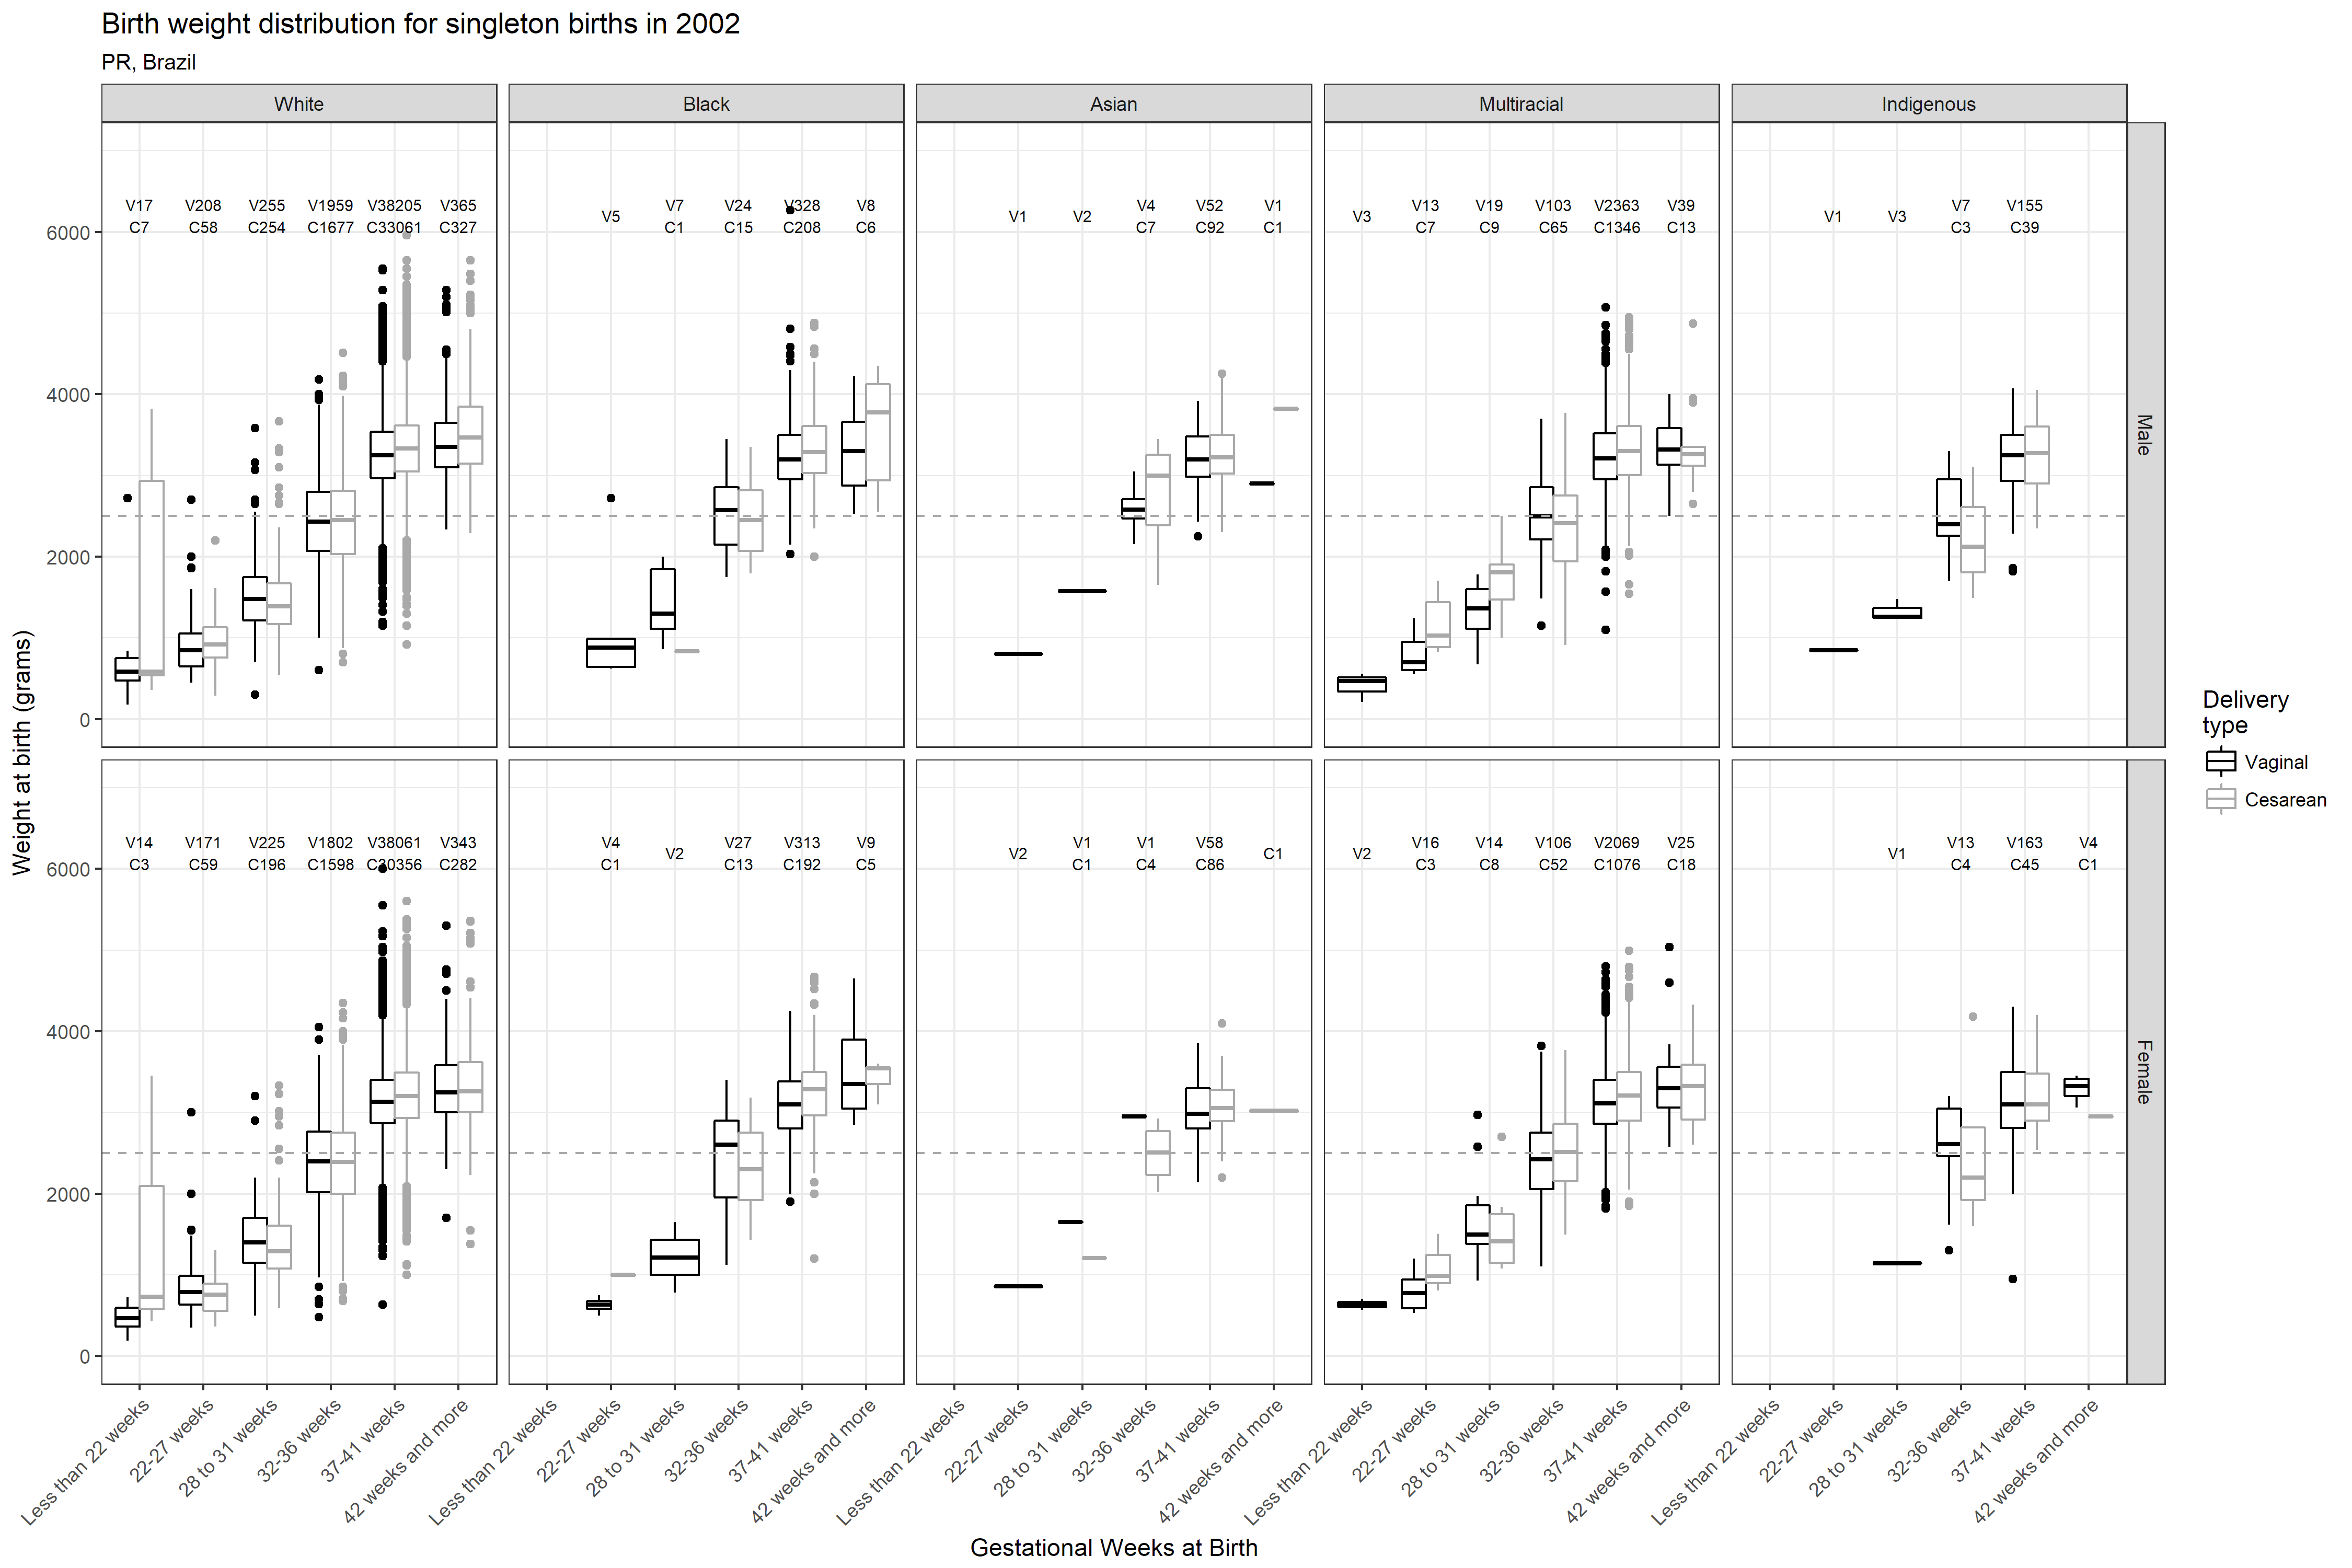 Birth weight distribution for singleton births in 2002
PR, Brazil
White Black Asian Multiracial Indigenous
V17 V208 V255 V1959 V38205 V365
C7 C58 C254 C1677 C33061 C327
V5 V7 V24 V328 V8
C1 C15 C208 C6
V1 V2 V4 V52 V1
C7 C92 C1
V3 V13 V19 V103 V2363 V39
C7 C9 C65 C1346 C13
V1 V3 V7 V155
C3 C39
6000
4000
2000
0
Male
V14 V171 V225 V1802 V38061 V343
C3 C59 C196 C1598 C30356 C282
V4 V2 V27 V313 V9
C1 C13 C192 C5
V2 V1 V1 V58 C1
C1 C4 C86
V2 V16 V14 V106 V2069 V25
C3 C8 C52 C1076 C18
V1 V13 V163 V4
C4 C45 C1
6000
4000
2000
0
Female
Weight at birth (grams)
Less than 22 weeks
22-27 weeks
28 to 31 weeks
32-36 weeks
37-41 weeks
42 weeks and more
Less than 22 weeks
22-27 weeks
28 to 31 weeks
32-36 weeks
37-41 weeks
42 weeks and more
Less than 22 weeks
22-27 weeks
28 to 31 weeks
32-36 weeks
37-41 weeks
42 weeks and more
Less than 22 weeks
22-27 weeks
28 to 31 weeks
32-36 weeks
37-41 weeks
42 weeks and more
Less than 22 weeks
22-27 weeks
28 to 31 weeks
32-36 weeks
37-41 weeks
42 weeks and more
Gestational Weeks at Birth
Delivery
type
Vaginal
Cesarean